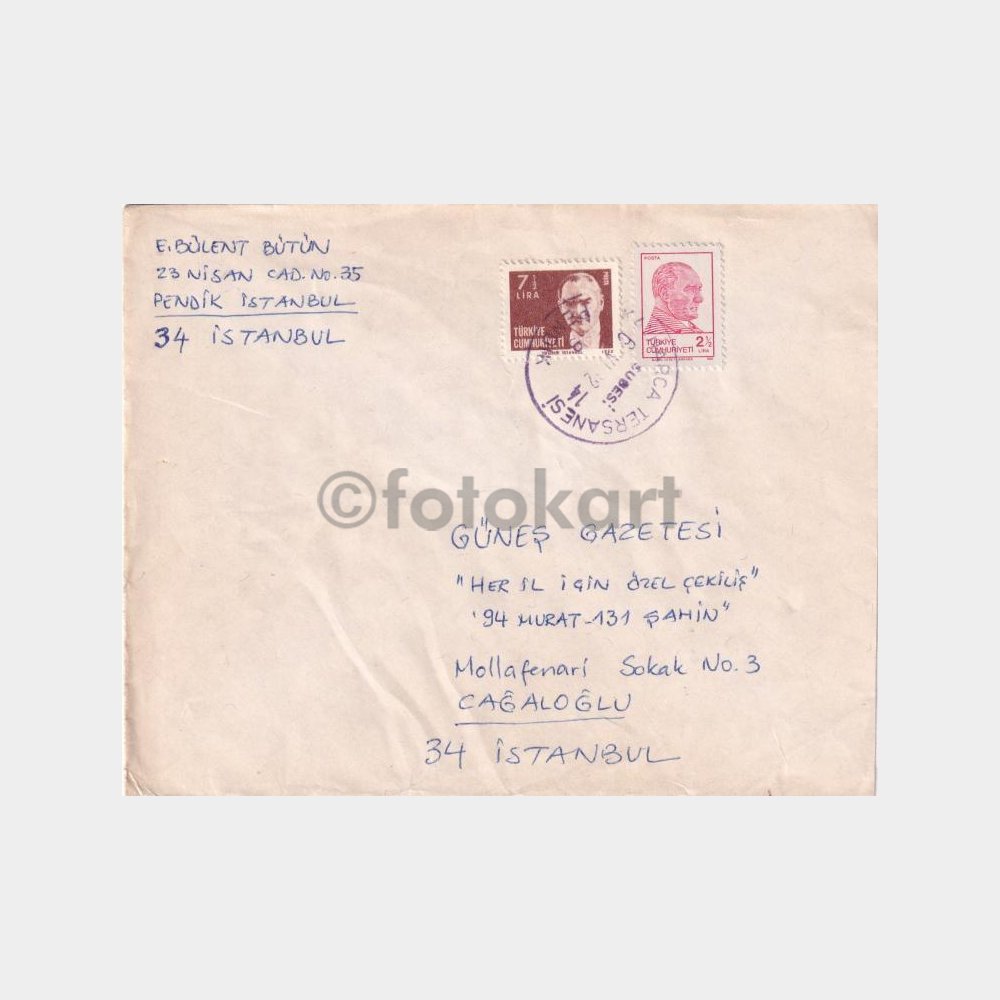 E. BÜLENT BÜTÜN
23 NİSAN CAD. No. 35
PENDİK İSTANBUL
34 İSTANBUL
7½
LİRA
TÜRKİYE
CUMHURİYETİ
POSTA
TÜRKİYE
CUMHURİYETİ
2½
LİRA
TERSANESİ
ŞUBESİ
14
©fotokart
GÜNEŞ GAZETESİ
"HER İL İÇİN ÖZEL ÇEKİLİŞ"
'94 MURAT-131 ŞAHİN"
Mollafenari Sokak No. 3
CAĞALOĞLU
34 İSTANBUL